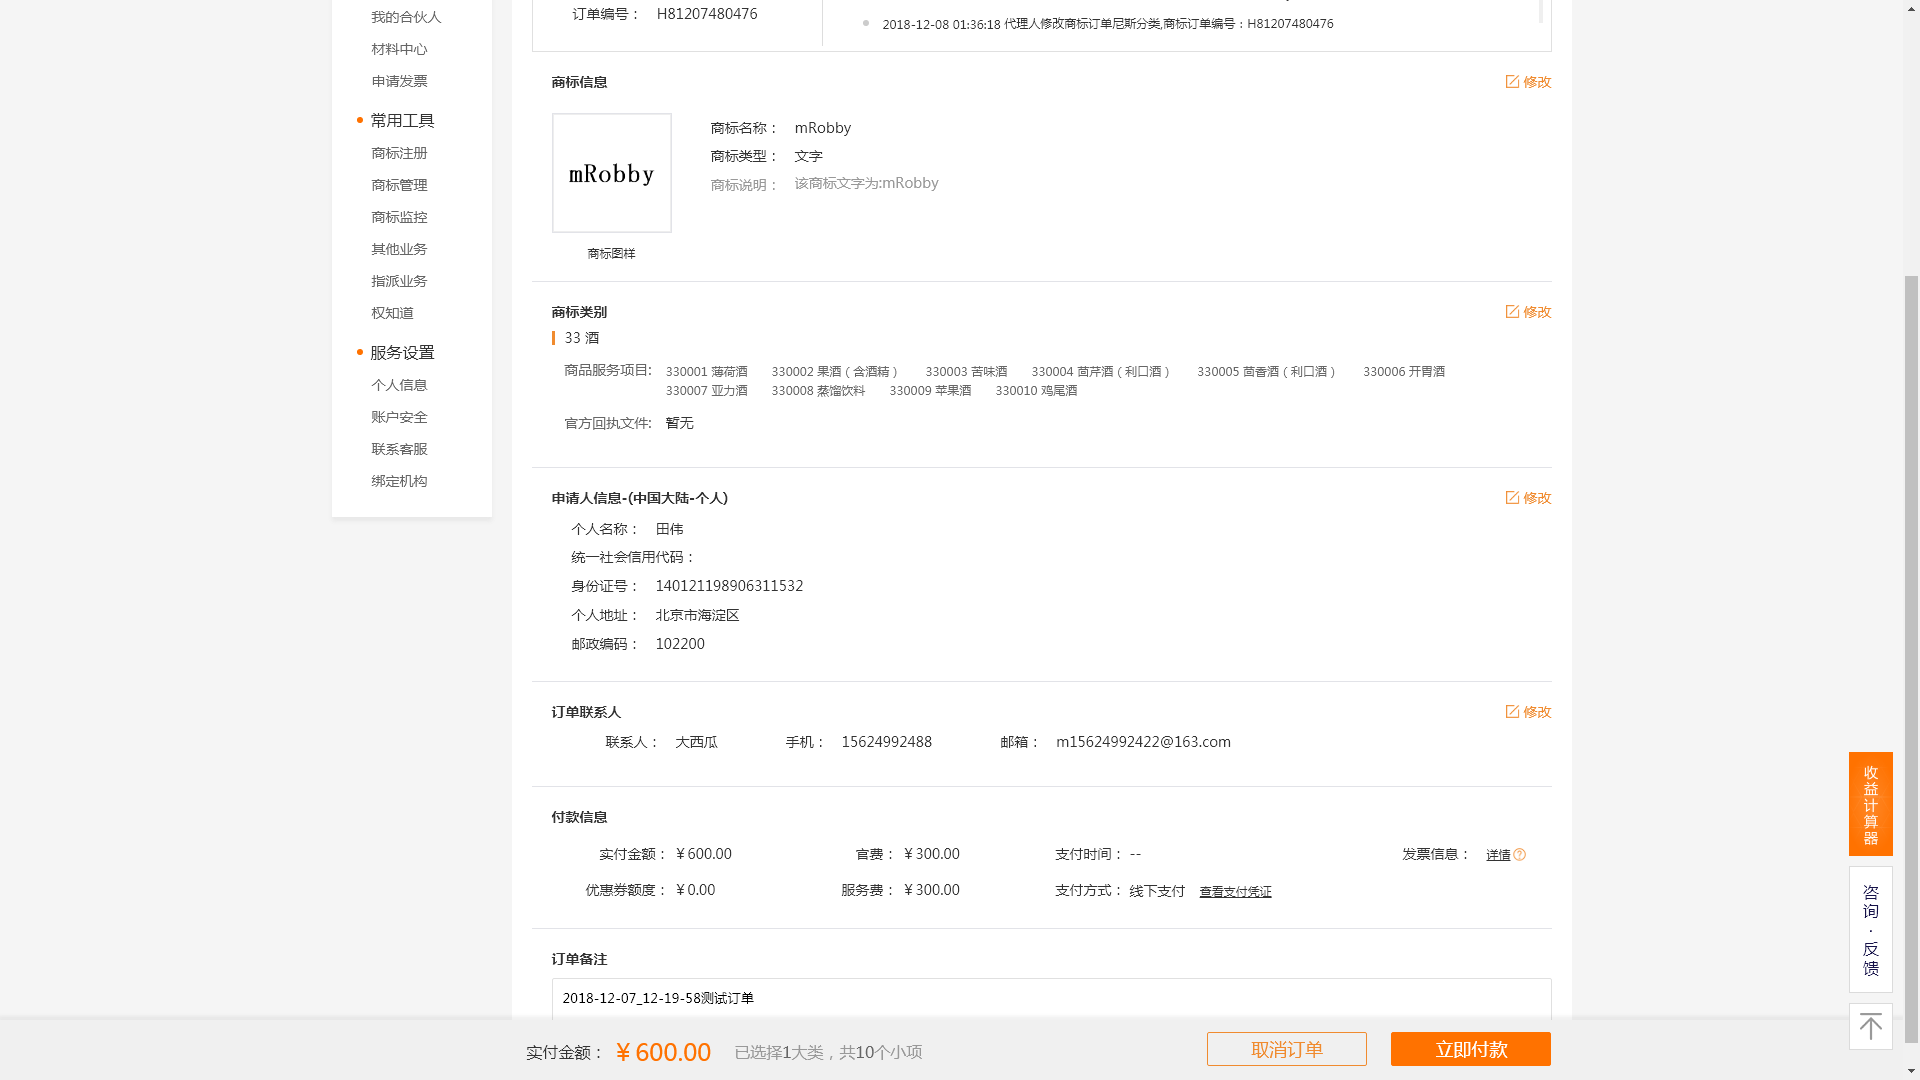 我的合伙人
材料中心
申请发票
常用工具
商标注册
商标管理
商标监控
其他业务
指派业务
权知道
服务设置
个人信息
账户安全
联系客服
绑定机构
订单编号： H81207480476
2018-12-08 01:36:18 代理人修改商标订单尼斯分类,商标订单编号：H81207480476
商标信息 修改
mRobby
商标图样
商标名称： mRobby
商标类型： 文字
商标说明： 该商标文字为:mRobby
商标类别 修改
33 酒
商品服务项目: 330001 薄荷酒 330002 果酒（含酒精） 330003 苦味酒 330004 茴芹酒（利口酒） 330005 茴香酒（利口酒） 330006 开胃酒
330007 亚力酒 330008 蒸馏饮料 330009 苹果酒 330010 鸡尾酒
官方回执文件: 暂无
申请人信息-(中国大陆-个人) 修改
个人名称： 田伟
统一社会信用代码：
身份证号： 140121198906311532
个人地址： 北京市海淀区
邮政编码： 102200
订单联系人 修改
联系人： 大西瓜 手机： 15624992488 邮箱： m15624992422@163.com
付款信息
实付金额： ￥600.00 官费： ￥300.00 支付时间： -- 发票信息： 详情
优惠券额度： ￥0.00 服务费： ￥300.00 支付方式： 线下支付 查看支付凭证
订单备注
2018-12-07_12-19-58测试订单
实付金额： ￥600.00 已选择1大类，共10个小项 取消订单 立即付款
收益计算器
咨询·反馈